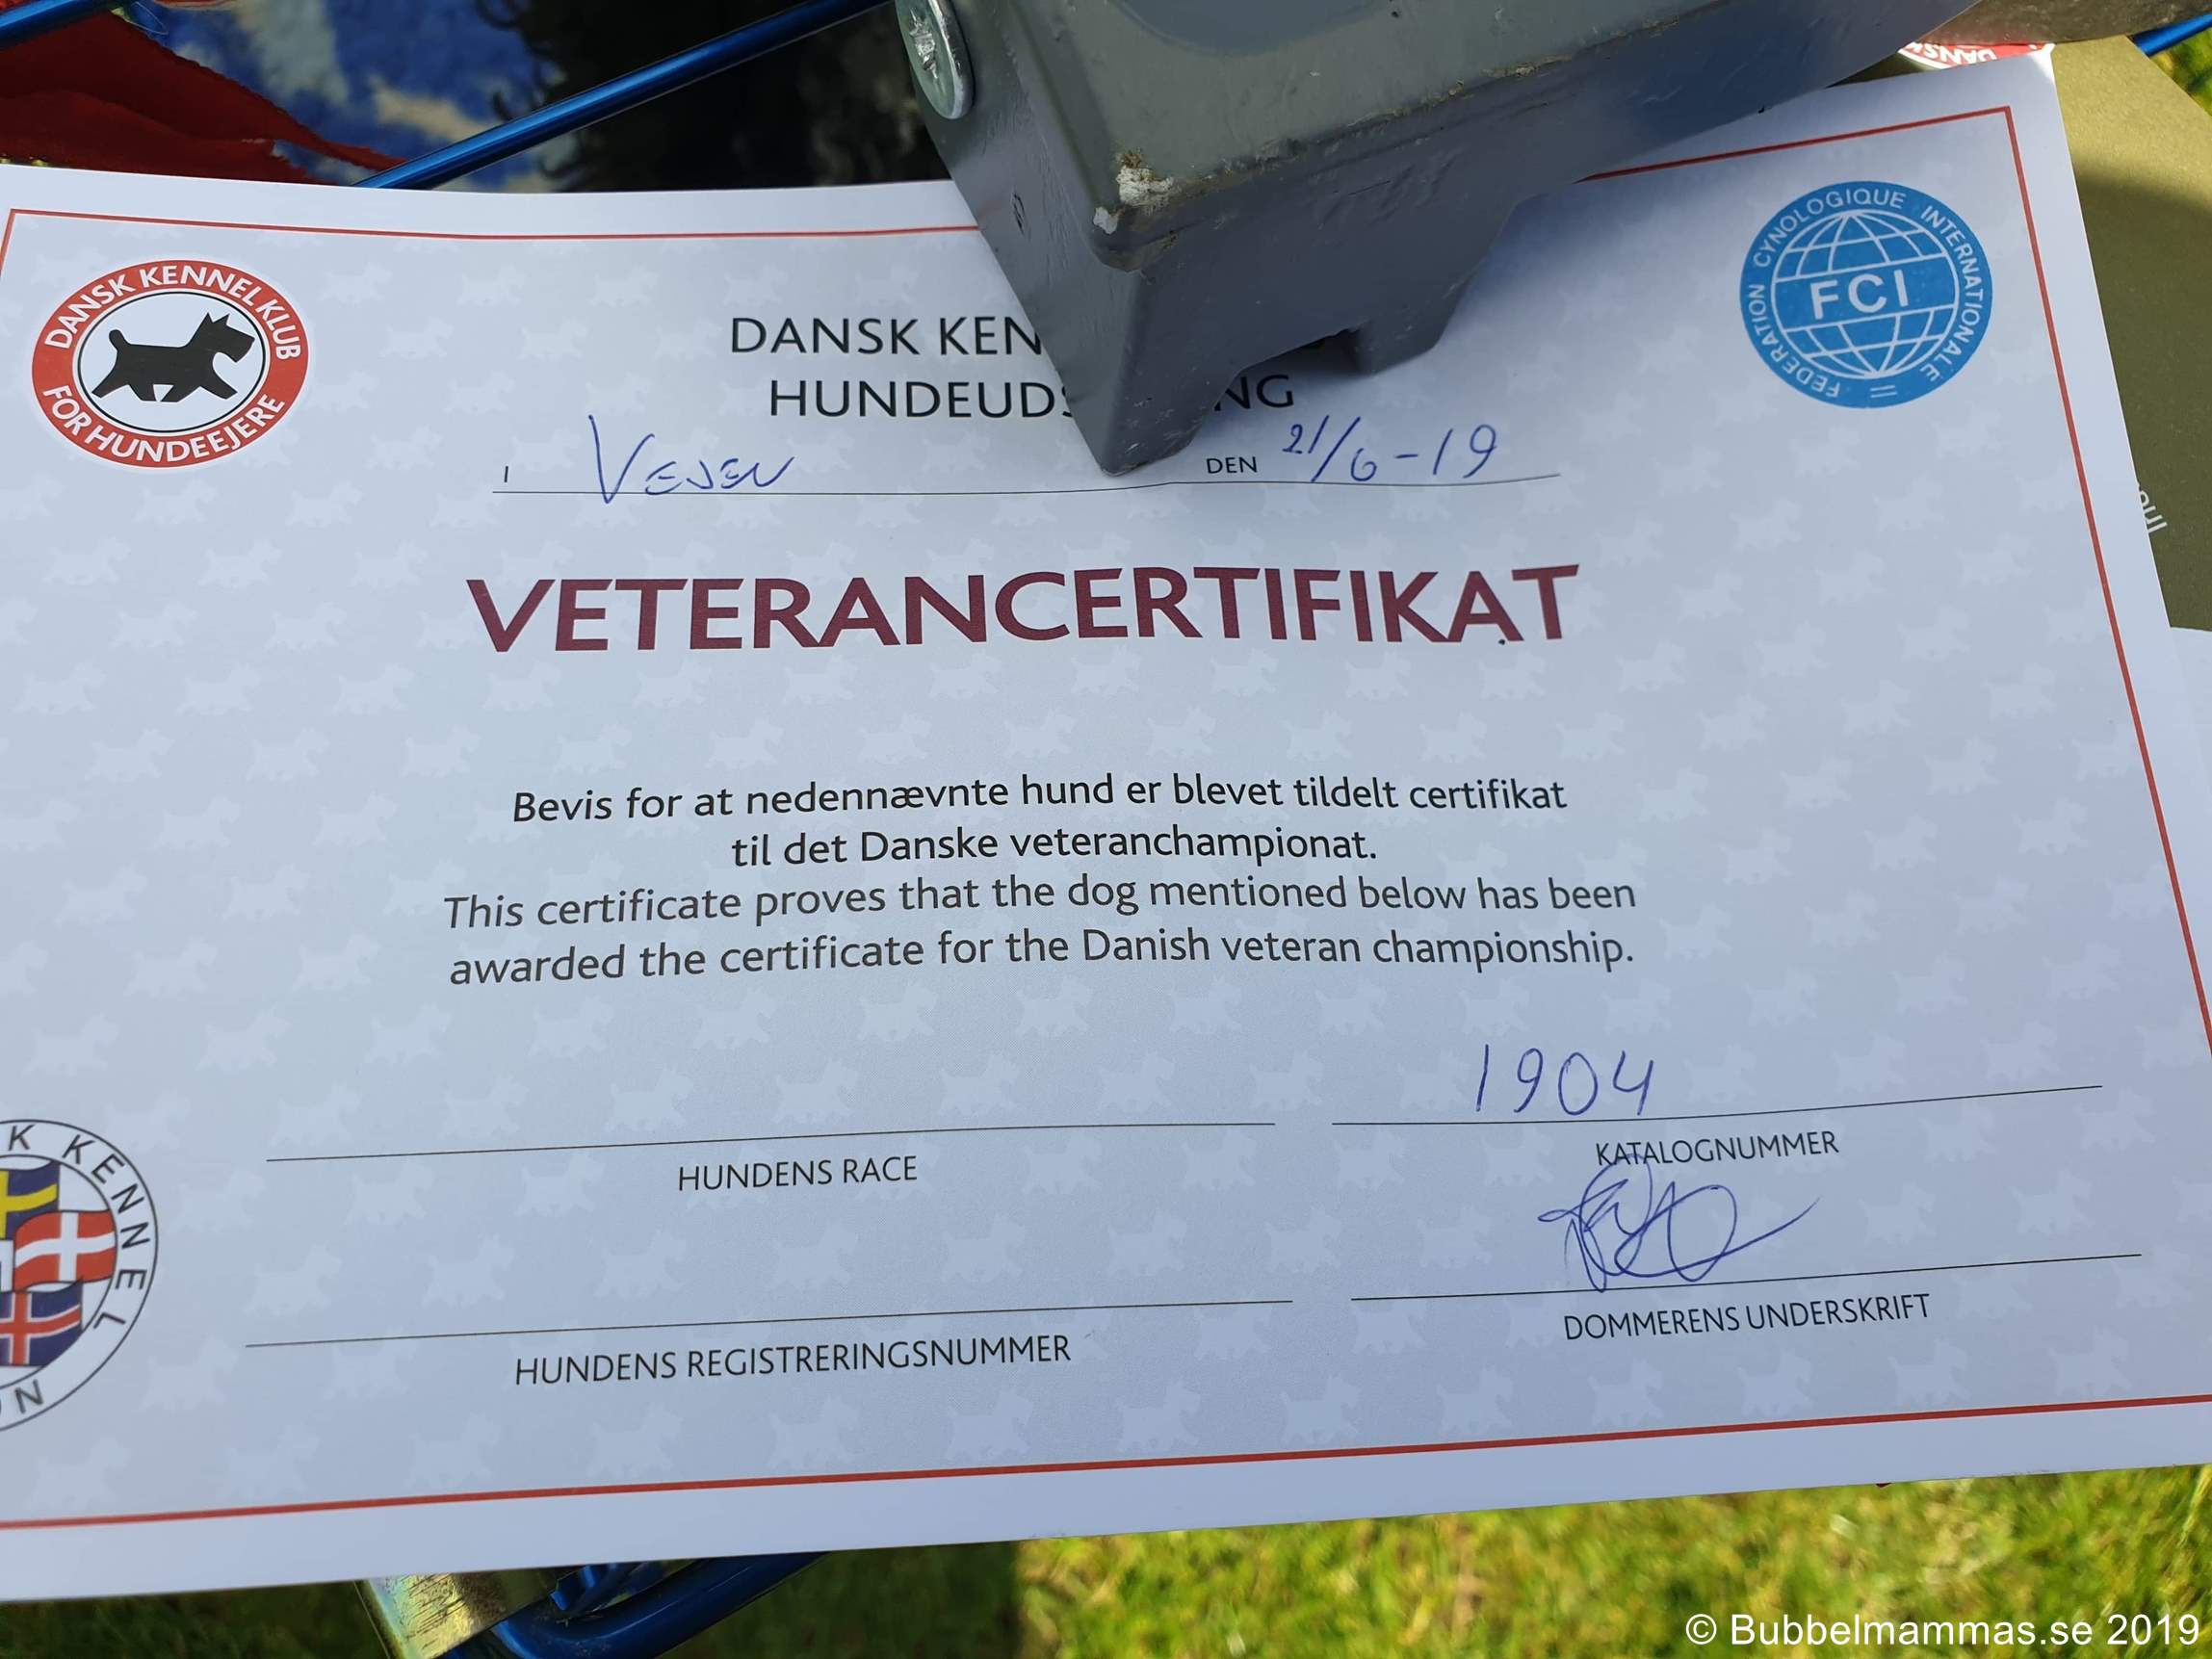 DANSK KENNEL KLUB
FOR HUNDEEJERE
FEDERATION CYNOLOGIQUE INTERNATIONALE
FCI
DANSK KEN
HUNDEUDS NG
I VEJEN DEN 21/6-19
VETERANCERTIFIKAT
Bevis for at nedennævnte hund er blevet tildelt certifikat
til det Danske veteranchampionat.
This certificate proves that the dog mentioned below has been
awarded the certificate for the Danish veteran championship.
1904
HUNDENS RACE KATALOGNUMMER
K KENNEL
HUNDENS REGISTRERINGSNUMMER DOMMERENS UNDERSKRIFT
© Bubbelmammas.se 2019